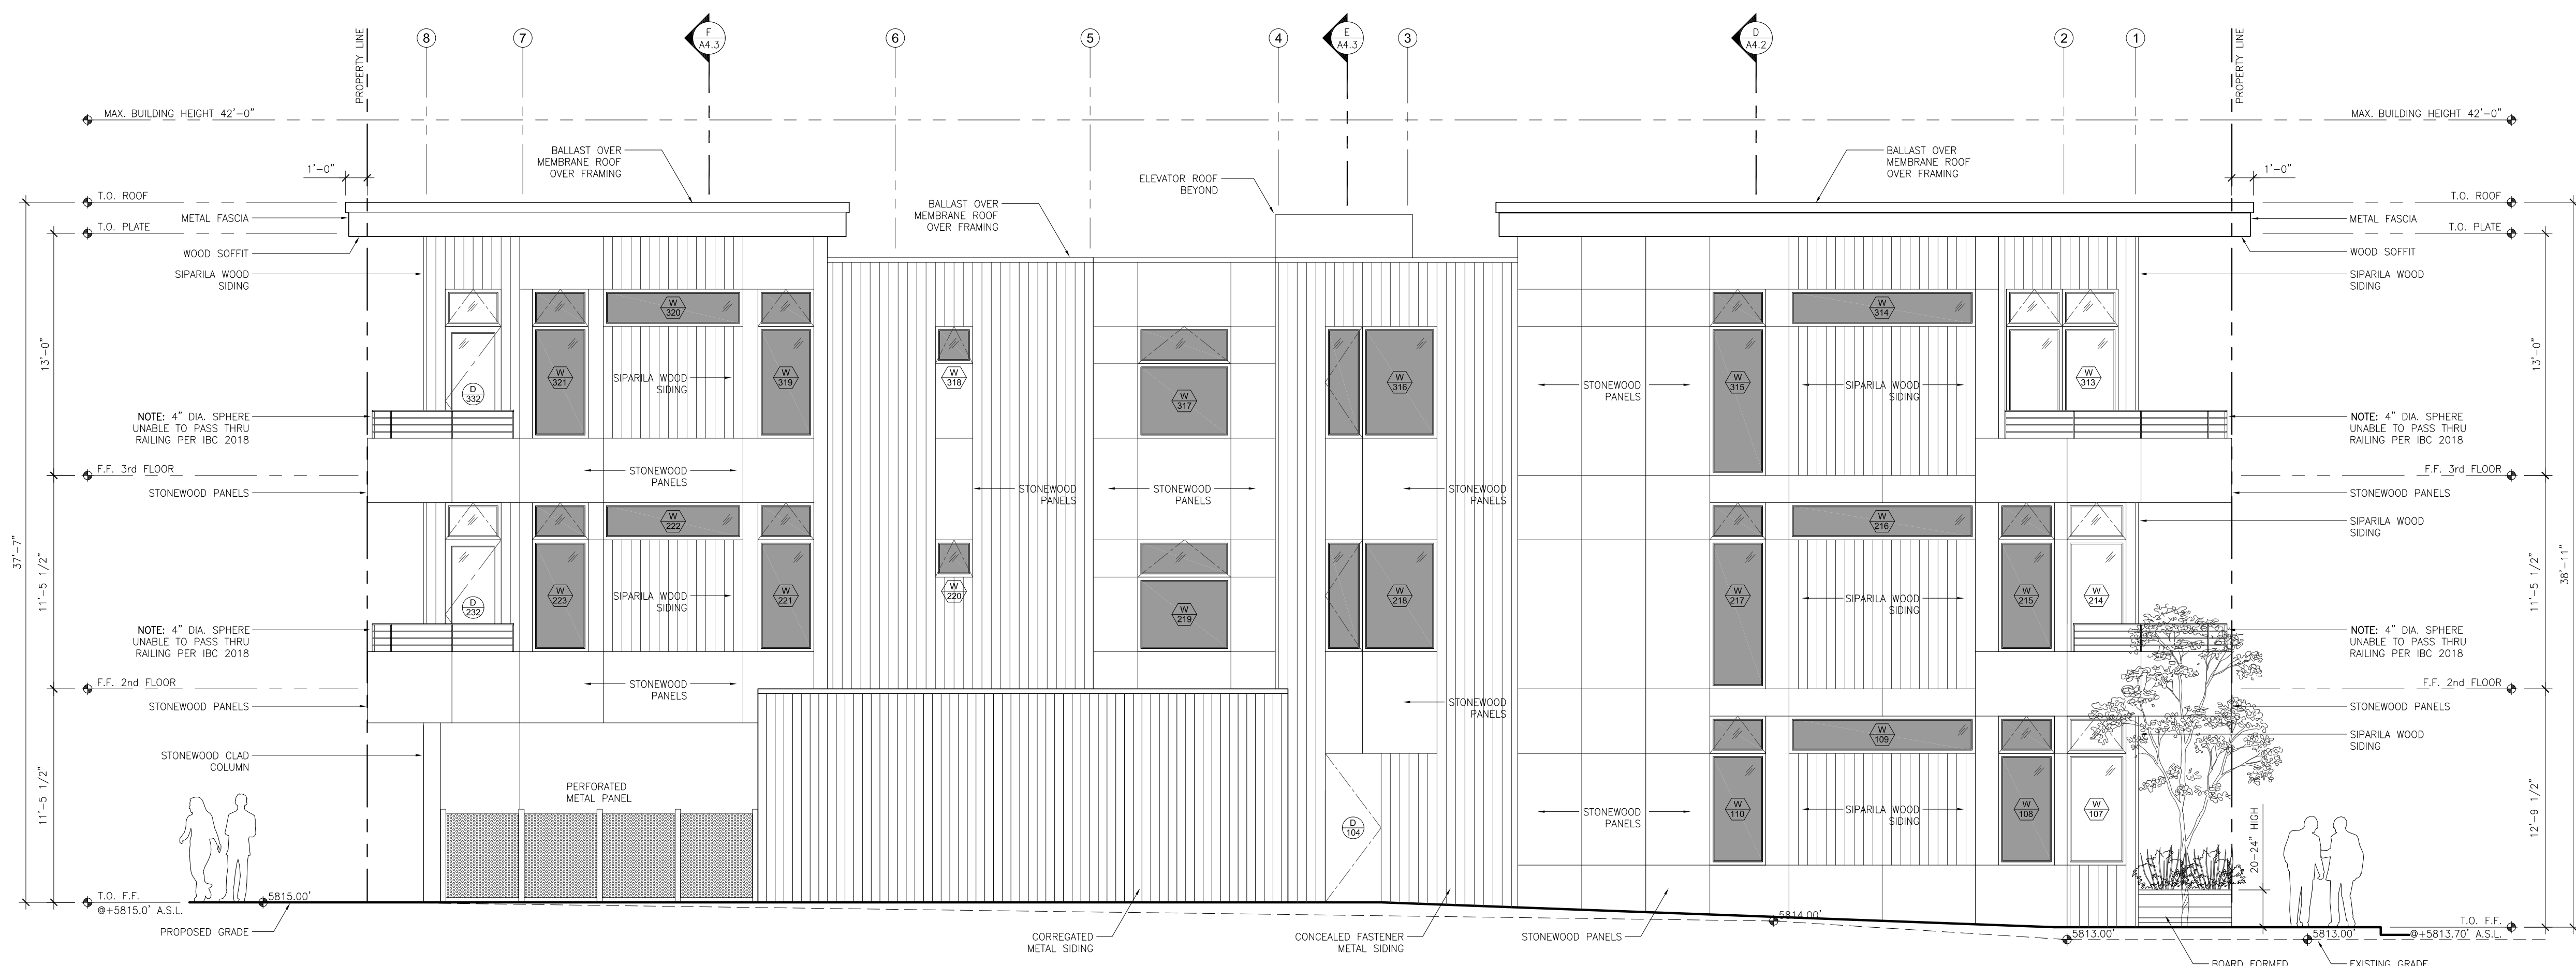 PROPERTY LINE
8
7
F
A4.3
6
5
4
E
A4.3
3
D
A4.2
2
1
PROPERTY LINE
MAX. BUILDING HEIGHT 42'-0"
MAX. BUILDING HEIGHT 42'-0"
BALLAST OVER
MEMBRANE ROOF
OVER FRAMING
BALLAST OVER
MEMBRANE ROOF
OVER FRAMING
ELEVATOR ROOF
BEYOND
BALLAST OVER
MEMBRANE ROOF
OVER FRAMING
1'-0"
1'-0"
T.O. ROOF
METAL FASCIA
T.O. PLATE
WOOD SOFFIT
SIPARILA WOOD
SIDING
T.O. ROOF
METAL FASCIA
T.O. PLATE
WOOD SOFFIT
SIPARILA WOOD
SIDING
W
320
W
314
13'-0"
13'-0"
D
332
W
321
SIPARILA WOOD
SIDING
W
319
W
318
W
317
W
316
STONEWOOD
PANELS
W
315
SIPARILA WOOD
SIDING
W
313
NOTE: 4" DIA. SPHERE
UNABLE TO PASS THRU
RAILING PER IBC 2018
NOTE: 4" DIA. SPHERE
UNABLE TO PASS THRU
RAILING PER IBC 2018
F.F. 3rd FLOOR
STONEWOOD PANELS
STONEWOOD
PANELS
STONEWOOD
PANELS
STONEWOOD
PANELS
STONEWOOD
PANELS
F.F. 3rd FLOOR
STONEWOOD PANELS
SIPARILA WOOD
SIDING
W
222
W
216
37'-7"
11'-5 1/2"
11'-5 1/2"
38'-11"
D
232
W
223
SIPARILA WOOD
SIDING
W
221
W
220
W
219
W
218
W
217
SIPARILA WOOD
SIDING
W
215
W
214
NOTE: 4" DIA. SPHERE
UNABLE TO PASS THRU
RAILING PER IBC 2018
NOTE: 4" DIA. SPHERE
UNABLE TO PASS THRU
RAILING PER IBC 2018
F.F. 2nd FLOOR
STONEWOOD PANELS
STONEWOOD
PANELS
STONEWOOD
PANELS
F.F. 2nd FLOOR
STONEWOOD PANELS
SIPARILA WOOD
SIDING
W
109
STONEWOOD CLAD
COLUMN
11'-5 1/2"
12'-9 1/2"
PERFORATED
METAL PANEL
D
104
STONEWOOD
PANELS
W
110
SIPARILA WOOD
SIDING
W
108
W
107
20-24" HIGH
T.O. F.F.
@+5815.0' A.S.L.
5815.00'
PROPOSED GRADE
CORREGATED
METAL SIDING
CONCEALED FASTENER
METAL SIDING
STONEWOOD PANELS
5814.00'
5813.00'
5813.00'
T.O. F.F.
@+5813.70' A.S.L.
BOARD FORMED
EXISTING GRADE